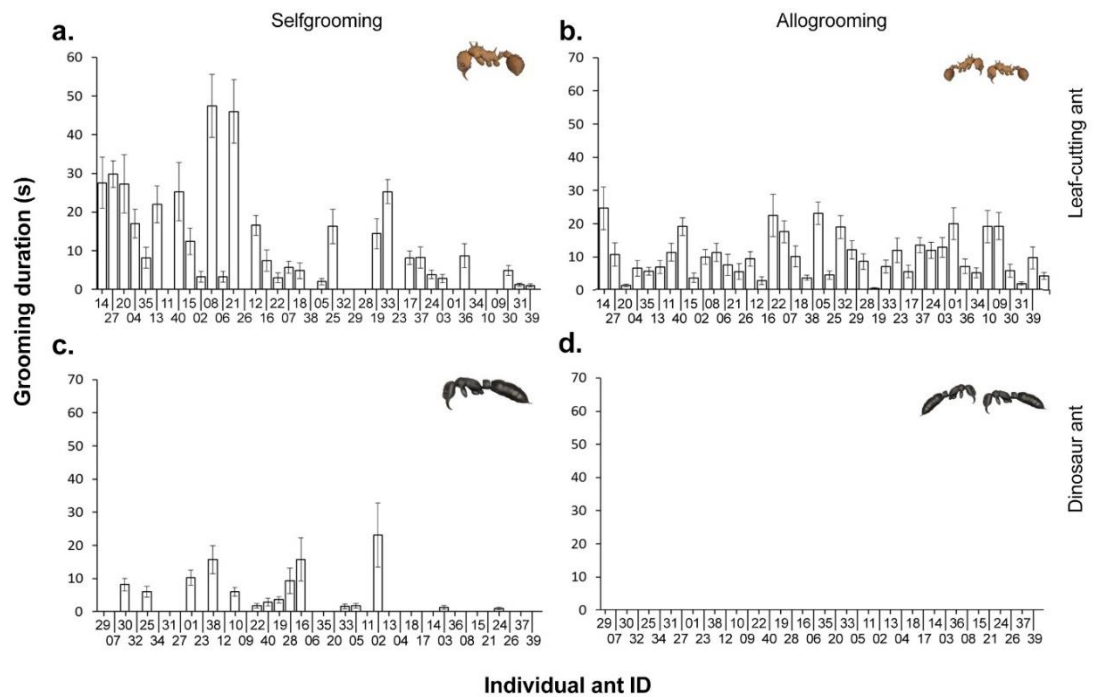 Selfgrooming
Allogrooming
a.
60
50
40
30
20
10
0
14 20 35 11 15 08 21 12 22 18 05 32 28 33 17 24 01 34 09 31
27 04 13 40 02 06 26 16 07 38 25 29 19 23 37 03 36 10 30 39
b.
70
60
50
40
30
20
10
0
14 20 35 11 15 08 21 12 22 18 05 32 28 33 17 24 01 34 09 31
27 04 13 40 02 06 26 16 07 38 25 29 19 23 37 03 36 10 30 39
Leaf-cutting ant
Grooming duration (s)
c.
70
60
50
40
30
20
10
0
29 30 25 31 01 38 10 22 19 16 35 33 11 13 18 14 36 15 24 37
07 32 34 27 23 12 09 40 28 06 20 05 02 04 17 03 08 21 26 39
d.
70
60
50
40
30
20
10
0
29 30 25 31 01 38 10 22 19 16 35 33 11 13 18 14 36 15 24 37
07 32 34 27 23 12 09 40 28 06 20 05 02 04 17 03 08 21 26 39
Dinosaur ant
Individual ant ID